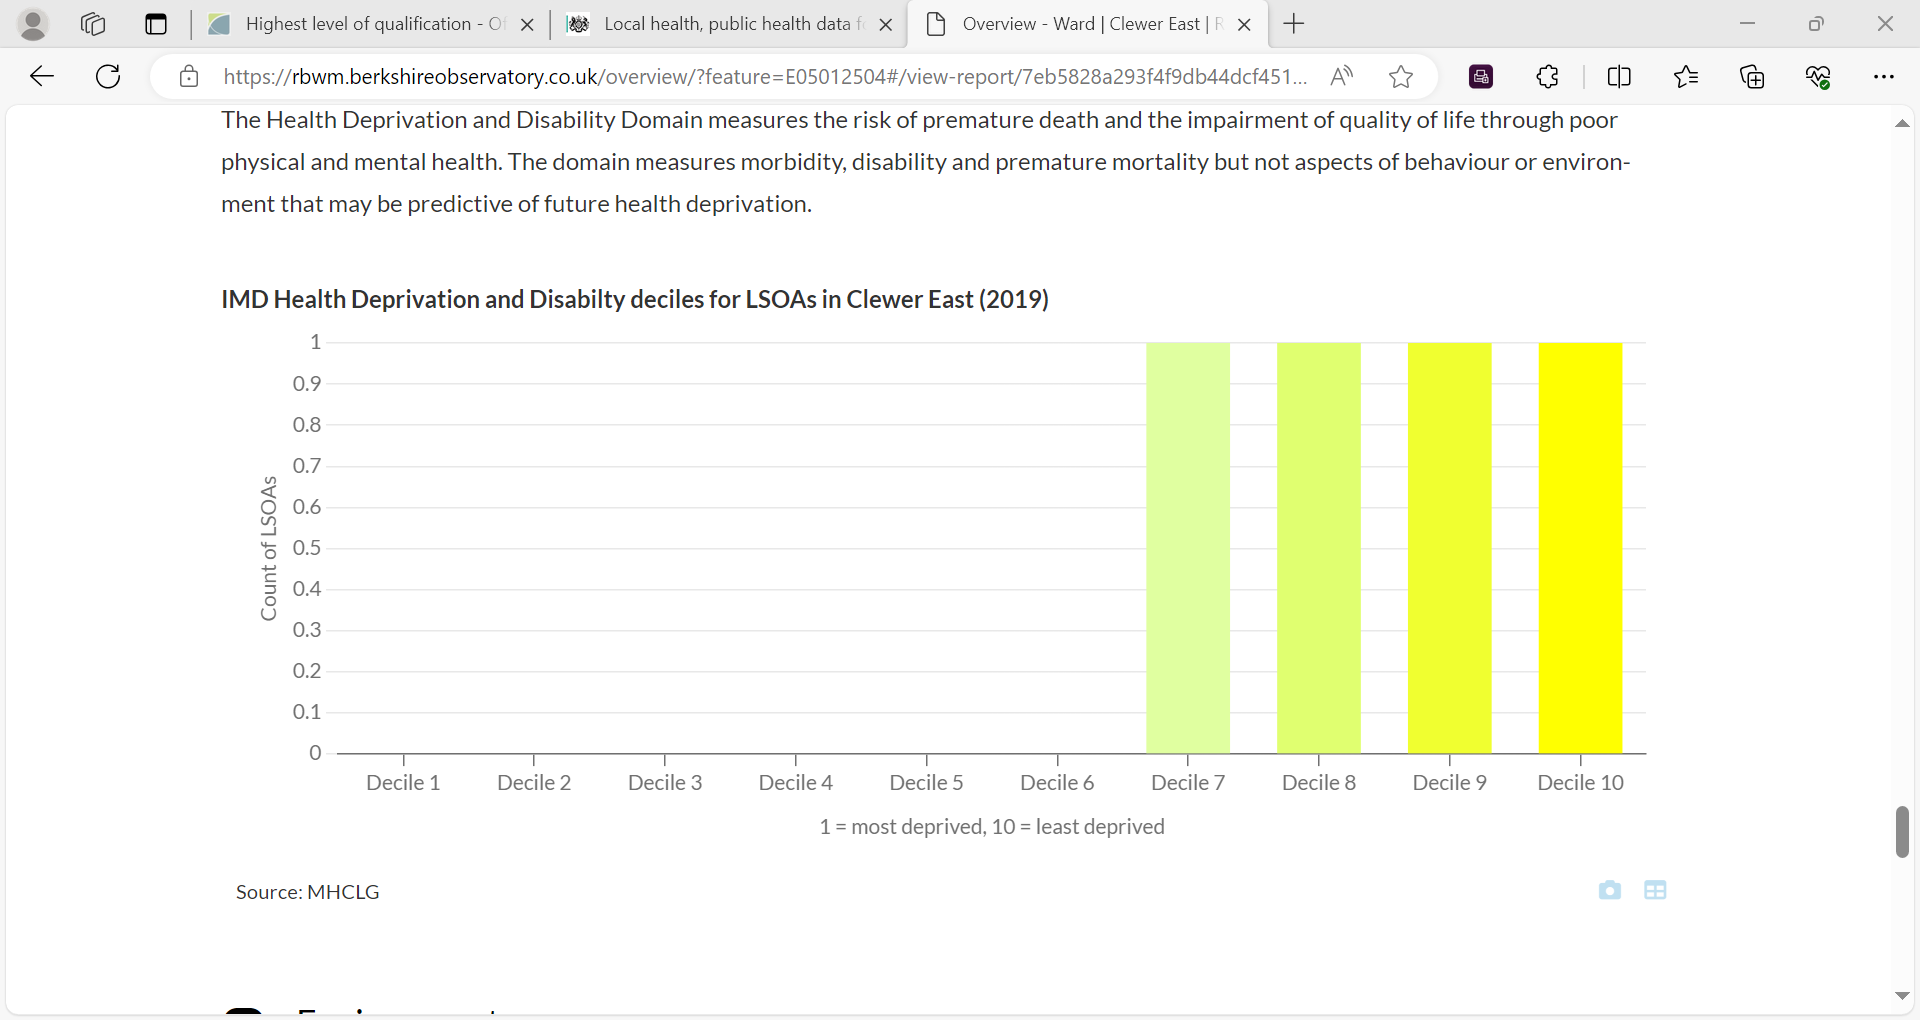 Highest level of qualification - O
Local health, public health data f
Overview - Ward | Clewer East | R
https://rbwm.berkshireobservatory.co.uk/overview/?feature=E05012504#/view-report/7eb5828a293f4f9db44dcf451...
The Health Deprivation and Disability Domain measures the risk of premature death and the impairment of quality of life through poor
physical and mental health. The domain measures morbidity, disability and premature mortality but not aspects of behaviour or environ-
ment that may be predictive of future health deprivation.
IMD Health Deprivation and Disabilty deciles for LSOAs in Clewer East (2019)
Count of LSOAs
1
0.9
0.8
0.7
0.6
0.5
0.4
0.3
0.2
0.1
0
Decile 1 Decile 2 Decile 3 Decile 4 Decile 5 Decile 6 Decile 7 Decile 8 Decile 9 Decile 10
1 = most deprived, 10 = least deprived
Source: MHCLG